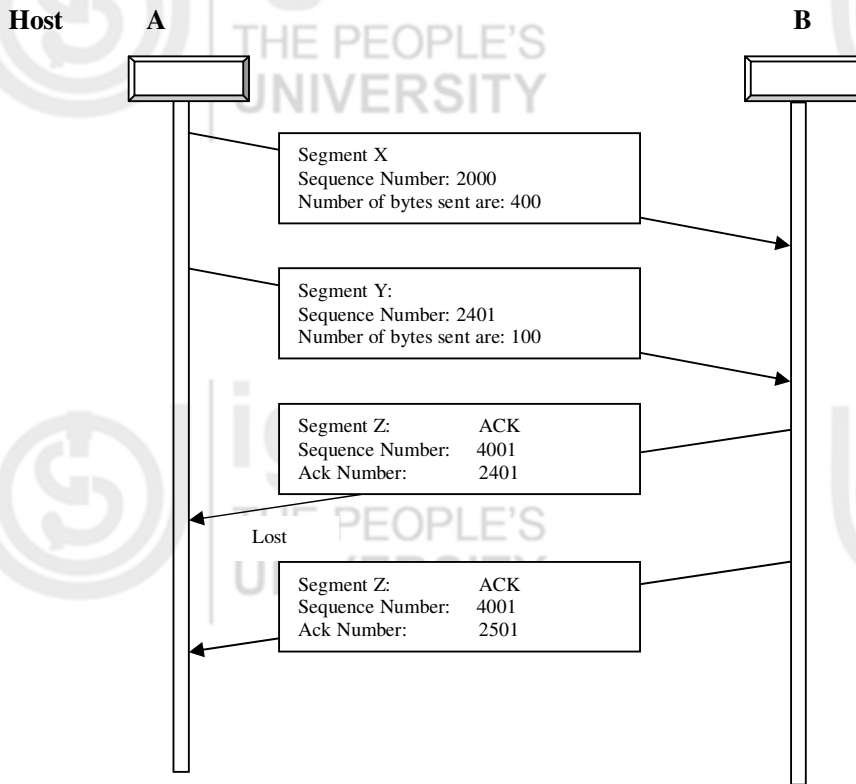 Host A B
THE PEOPLE'S
UNIVERSITY
Segment X
Sequence Number: 2000
Number of bytes sent are: 400
Segment Y:
Sequence Number: 2401
Number of bytes sent are: 100
Segment Z: ACK
Sequence Number: 4001
Ack Number: 2401
PEOPLE'S
Lost
Segment Z: ACK
Sequence Number: 4001
Ack Number: 2501